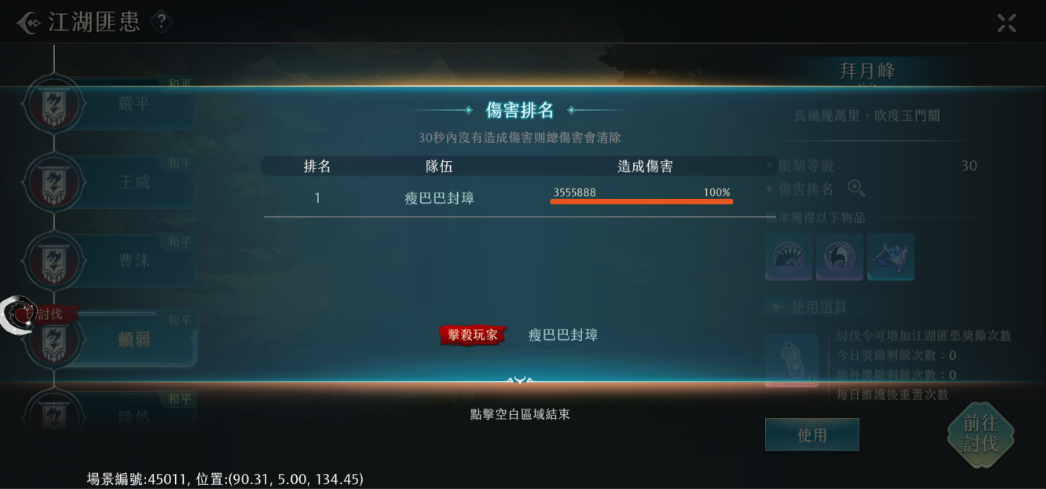 江湖匪患 ?
和平
嚴平
和平
王威
和平
曹沫
討伐
和平
頓弱
和平
陸然
傷害排名
30秒內沒有造成傷害則總傷害會清除
排名 隊伍 造成傷害
1 瘦巴巴封璋 3555888 100%
擊殺玩家 瘦巴巴封璋
點擊空白區域結束
拜月峰
長風幾萬里，吹度玉門關
限制等級 30
傷害排名
機率獲得以下物品
使用道具
討伐令可增加江湖匪患獎勵次數
今日獎勵剩餘次數：0
額外獎勵剩餘次數：0
每日維護後重置次數
0
使用
前往
討伐
場景編號:45011, 位置:(90.31, 5.00, 134.45)